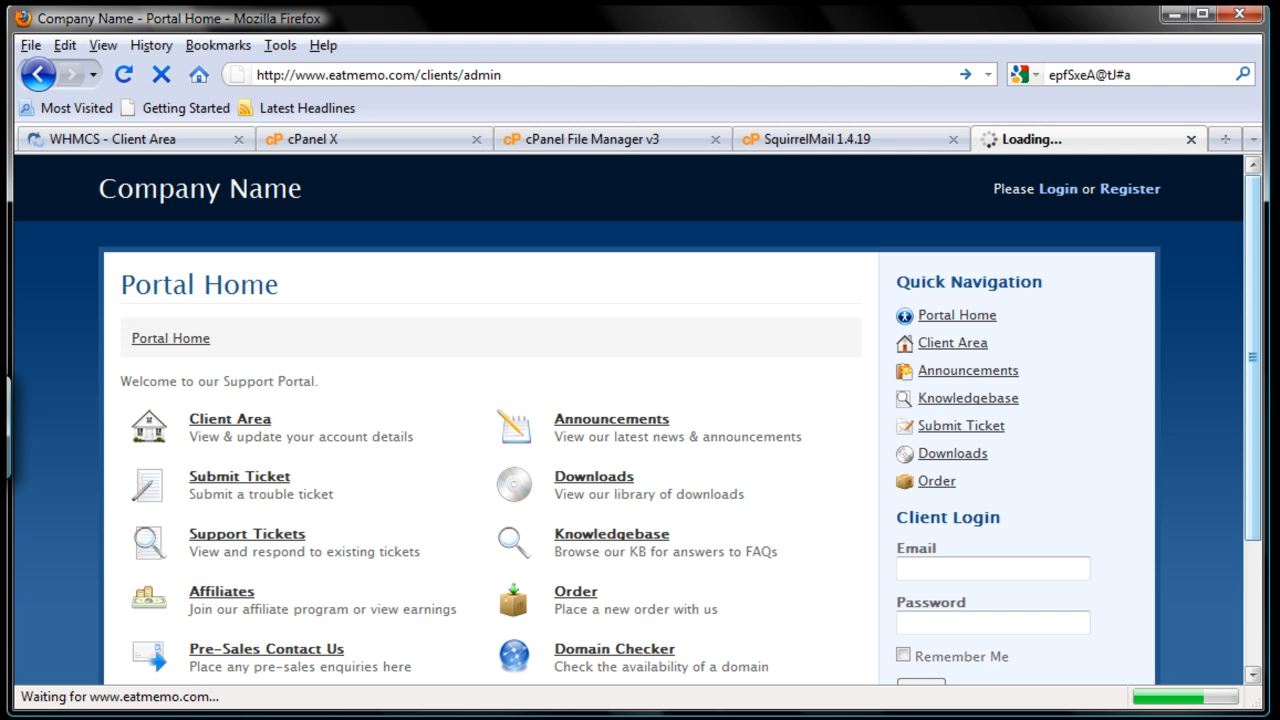 Company Name - Portal Home - Mozilla Firefox
File Edit View History Bookmarks Tools Help
http://www.eatmemo.com/clients/admin
epfSxeA@tJ#a
Most Visited Getting Started Latest Headlines
WHMCS - Client Area
cP cPanel X
cP cPanel File Manager v3
cP SquirrelMail 1.4.19
Loading...
Company Name
Please Login or Register
Portal Home
Portal Home
Welcome to our Support Portal.
Client Area
View & update your account details
Announcements
View our latest news & announcements
Submit Ticket
Submit a trouble ticket
Downloads
View our library of downloads
Support Tickets
View and respond to existing tickets
Knowledgebase
Browse our KB for answers to FAQs
Affiliates
Join our affiliate program or view earnings
Order
Place a new order with us
Pre-Sales Contact Us
Place any pre-sales enquiries here
Domain Checker
Check the availability of a domain
Quick Navigation
Portal Home
Client Area
Announcements
Knowledgebase
Submit Ticket
Downloads
Order
Client Login
Email
Password
Remember Me
Waiting for www.eatmemo.com...